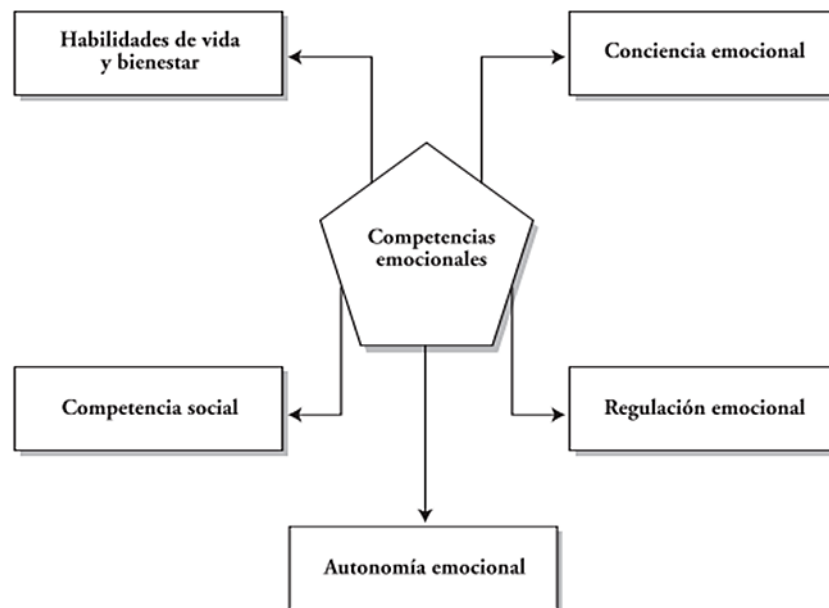 Habilidades de vida
y bienestar
Conciencia emocional
Competencias
emocionales
Competencia social
Regulación emocional
Autonomía emocional